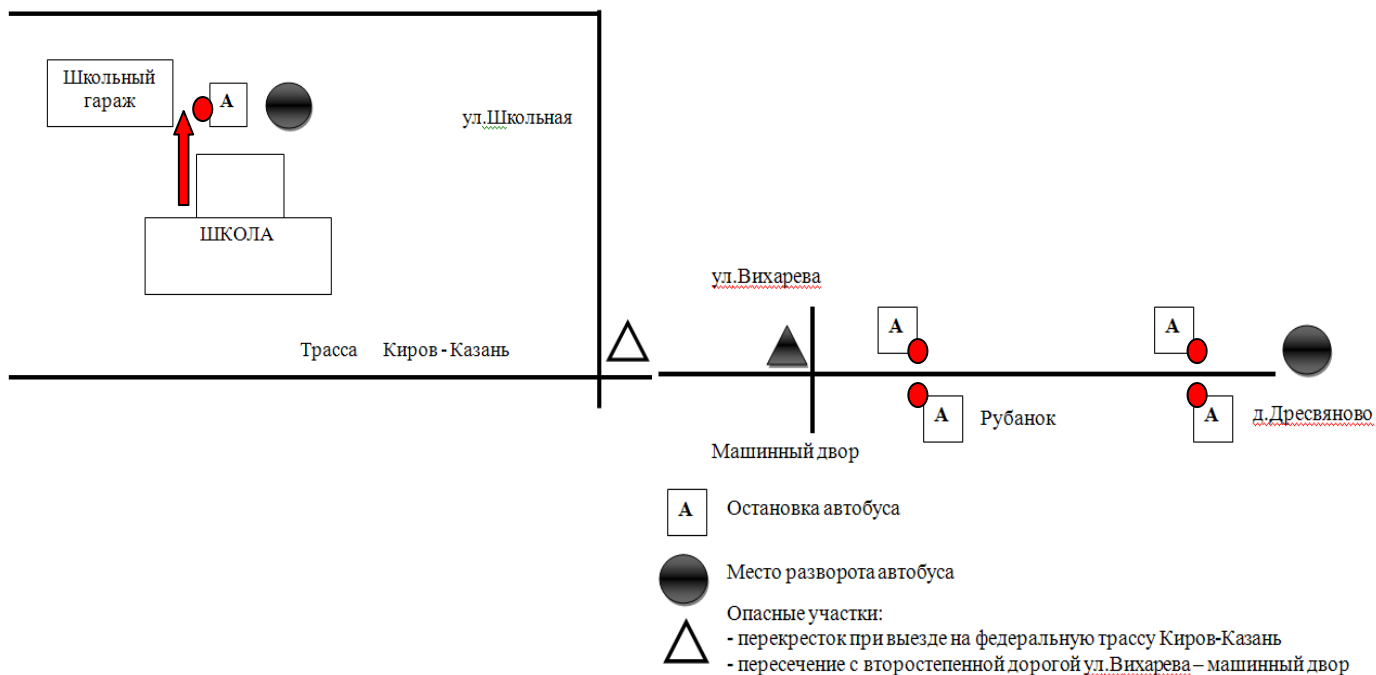 Школьный
гараж
А
ул.Школьная
ШКОЛА
Трасса Киров - Казань
ул.Вихарева
А
А
А
Рубанок
А
д.Дресвяново
Машинный двор
А
Остановка автобуса
Место разворота автобуса
Опасные участки:
- перекресток при выезде на федеральную трассу Киров-Казань
- пересечение с второстепенной дорогой ул.Вихарева – машинный двор